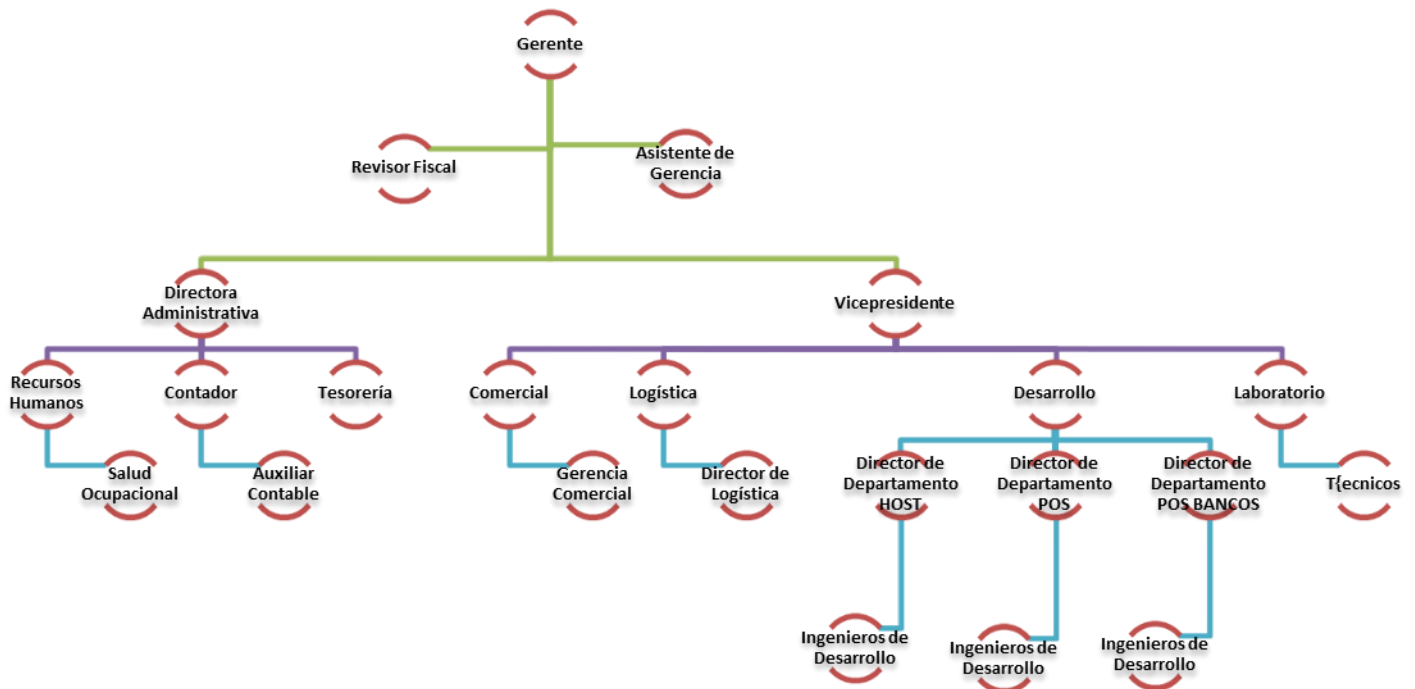 Gerente
Revisor Fiscal
Asistente de
Gerencia
Directora
Administrativa
Vicepresidente
Recursos
Humanos
Contador
Tesorería
Comercial
Logística
Desarrollo
Laboratorio
Salud
Ocupacional
Auxiliar
Contable
Gerencia
Comercial
Director de
Logística
Director de
Departamento
HOST
Director de
Departamento
POS
Director de
Departamento
POS BANCOS
T{ecnicos
Ingenieros de
Desarrollo
Ingenieros de
Desarrollo
Ingenieros de
Desarrollo